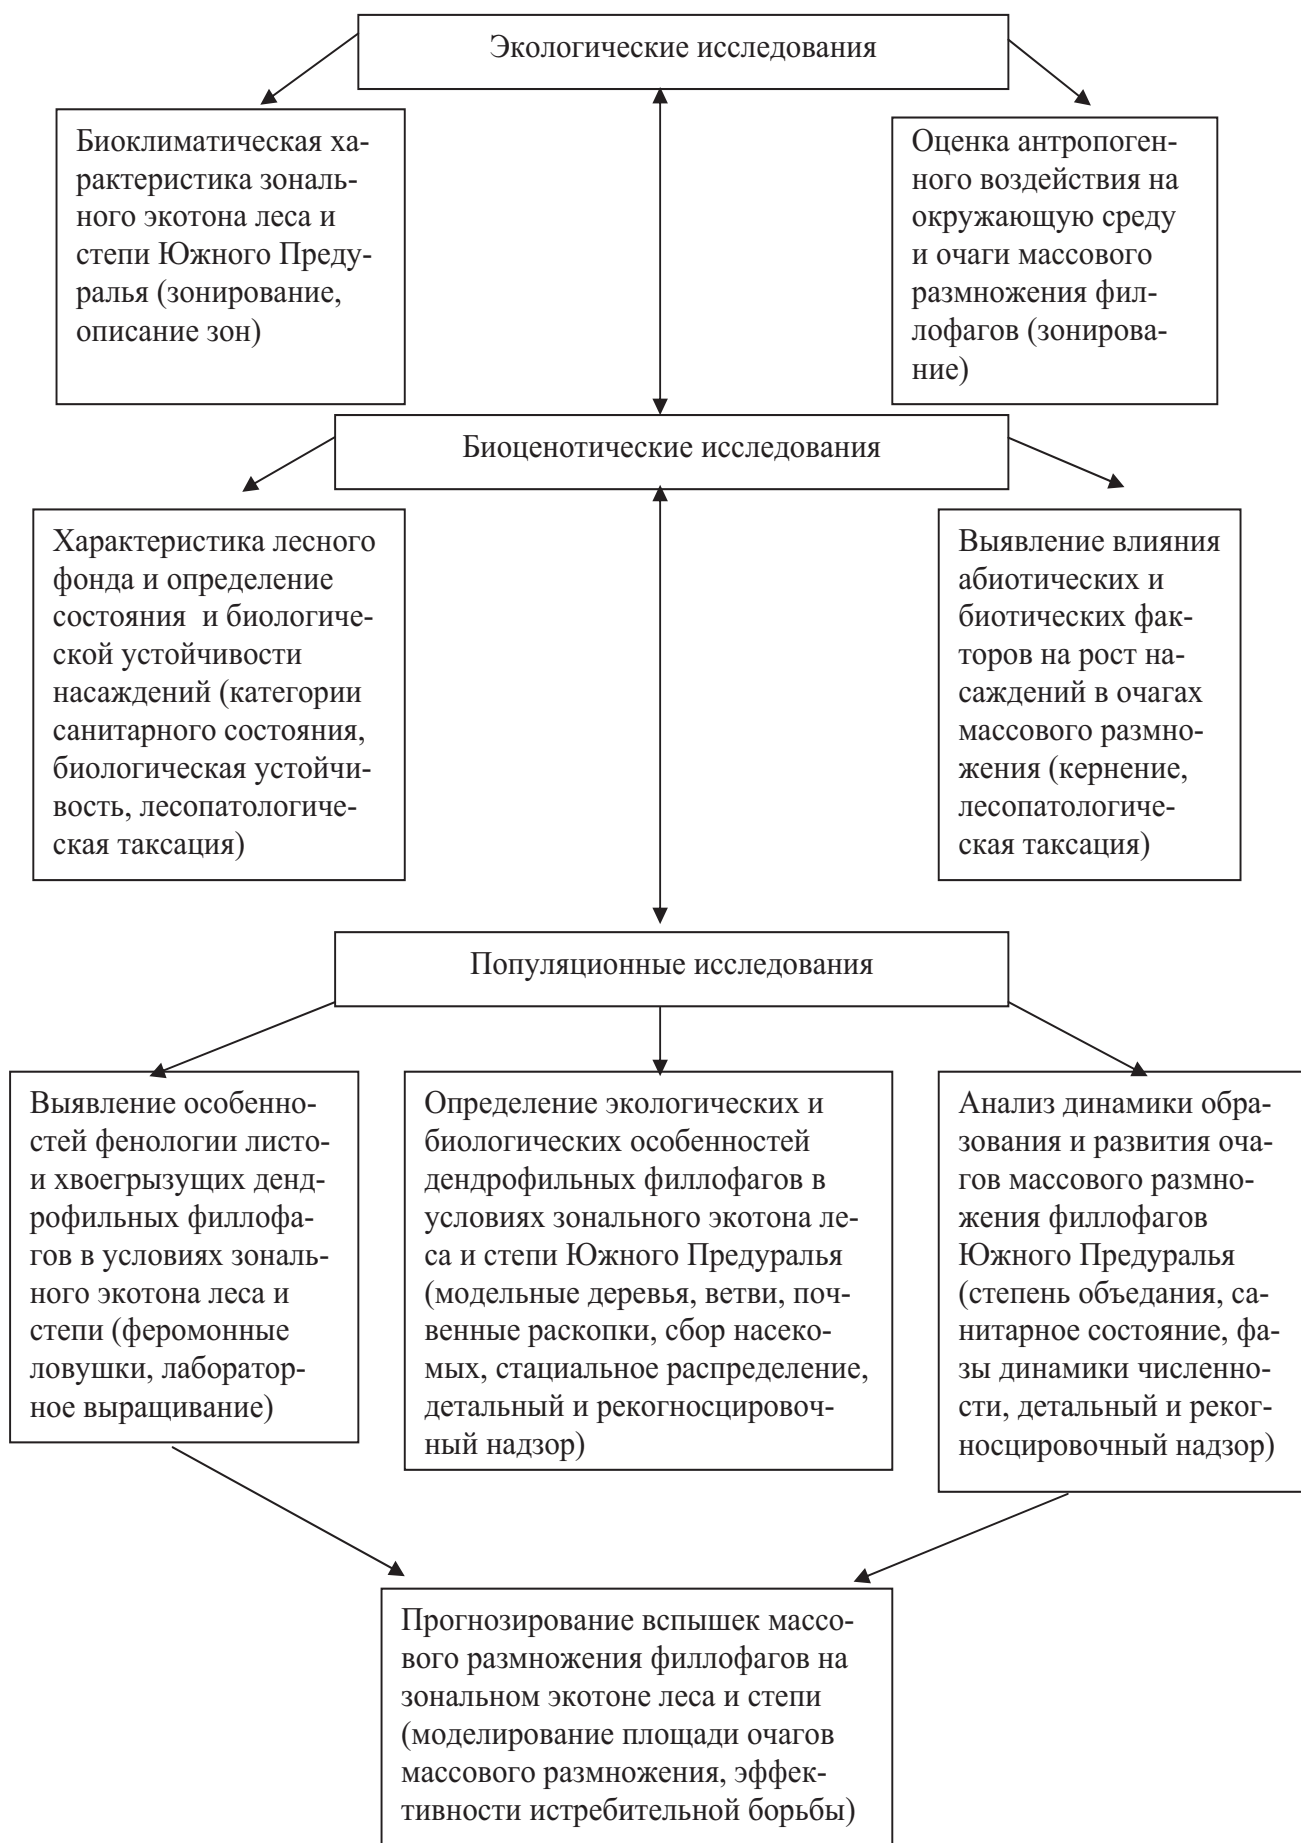 Экологические исследования
Биоклиматическая ха-
рактеристика зональ-
ного экотона леса и
степи Южного Преду-
ралья (зонирование,
описание зон)
Оценка антропоген-
ного воздействия на
окружающую среду
и очаги массового
размножения фил-
лофагов (зонирова-
ние)
Биоценотические исследования
Характеристика лесного
фонда и определение
состояния  и биологиче-
ской устойчивости
насаждений (категории
санитарного состояния,
биологическая устойчи-
вость, лесопатологиче-
ская таксация)
Выявление влияния
абиотических и
биотических фак-
торов на рост на-
саждений в очагах
массового размно-
жения (кернение,
лесопатологиче-
ская таксация)
Популяционные исследования
Выявление особенно-
стей фенологии листо-
и хвоегрызущих денд-
рофильных филлофа-
гов в условиях зональ-
ного экотона леса и
степи (феромонные
ловушки, лаборатор-
ное выращивание)
Определение экологических и
биологических особенностей
дендрофильных филлофагов в
условиях зонального экотона ле-
са и степи Южного Предуралья
(модельные деревья, ветви, поч-
венные раскопки, сбор насеко-
мых, стациальное распределение,
детальный и рекогносцировоч-
ный надзор)
Анализ динамики обра-
зования и развития оча-
гов массового размно-
жения филлофагов
Южного Предуралья
(степень объедания, са-
нитарное состояние, фа-
зы динамики численно-
сти, детальный и реког-
носцировочный надзор)
Прогнозирование вспышек массо-
вого размножения филлофагов на
зональном экотоне леса и степи
(моделирование площади очагов
массового размножения, эффек-
тивности истребительной борьбы)